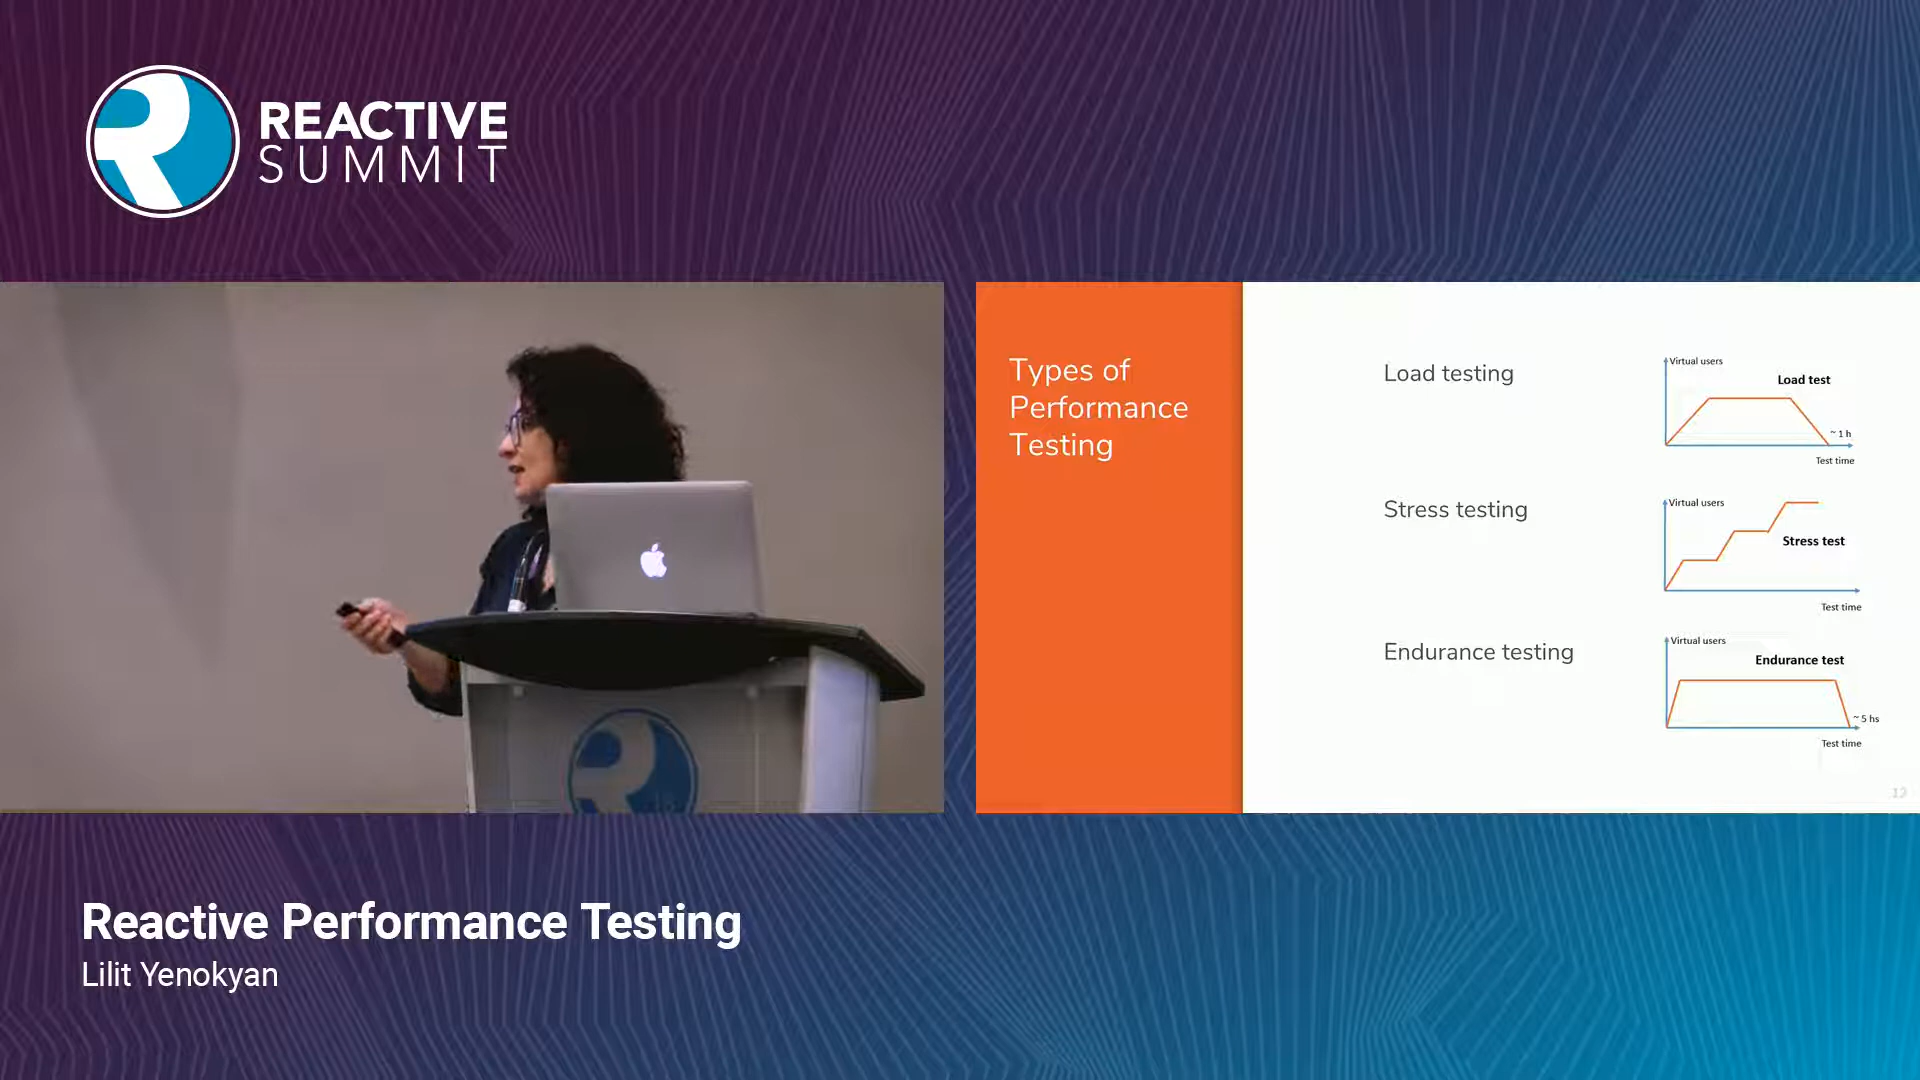 REACTIVE
SUMMIT
Types of
Performance
Testing
Load testing
Virtual users
Load test
~ 1 h
Test time
Stress testing
Virtual users
Stress test
Test time
Endurance testing
Virtual users
Endurance test
~ 5 hs
Test time
12
Reactive Performance Testing
Lilit Yenokyan